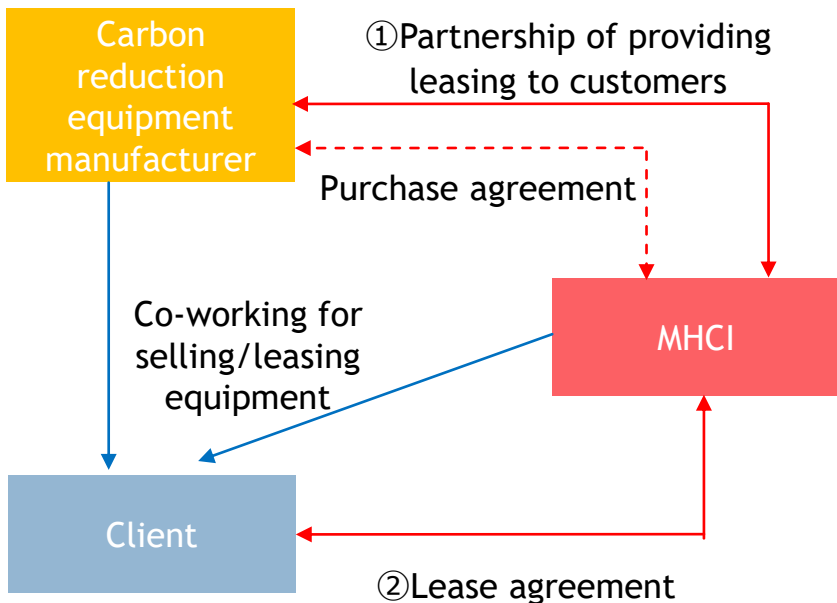 Carbon
reduction
equipment
manufacturer
①Partnership of providing
leasing to customers
Purchase agreement
Co-working for
selling/leasing
equipment
MHCI
Client
②Lease agreement